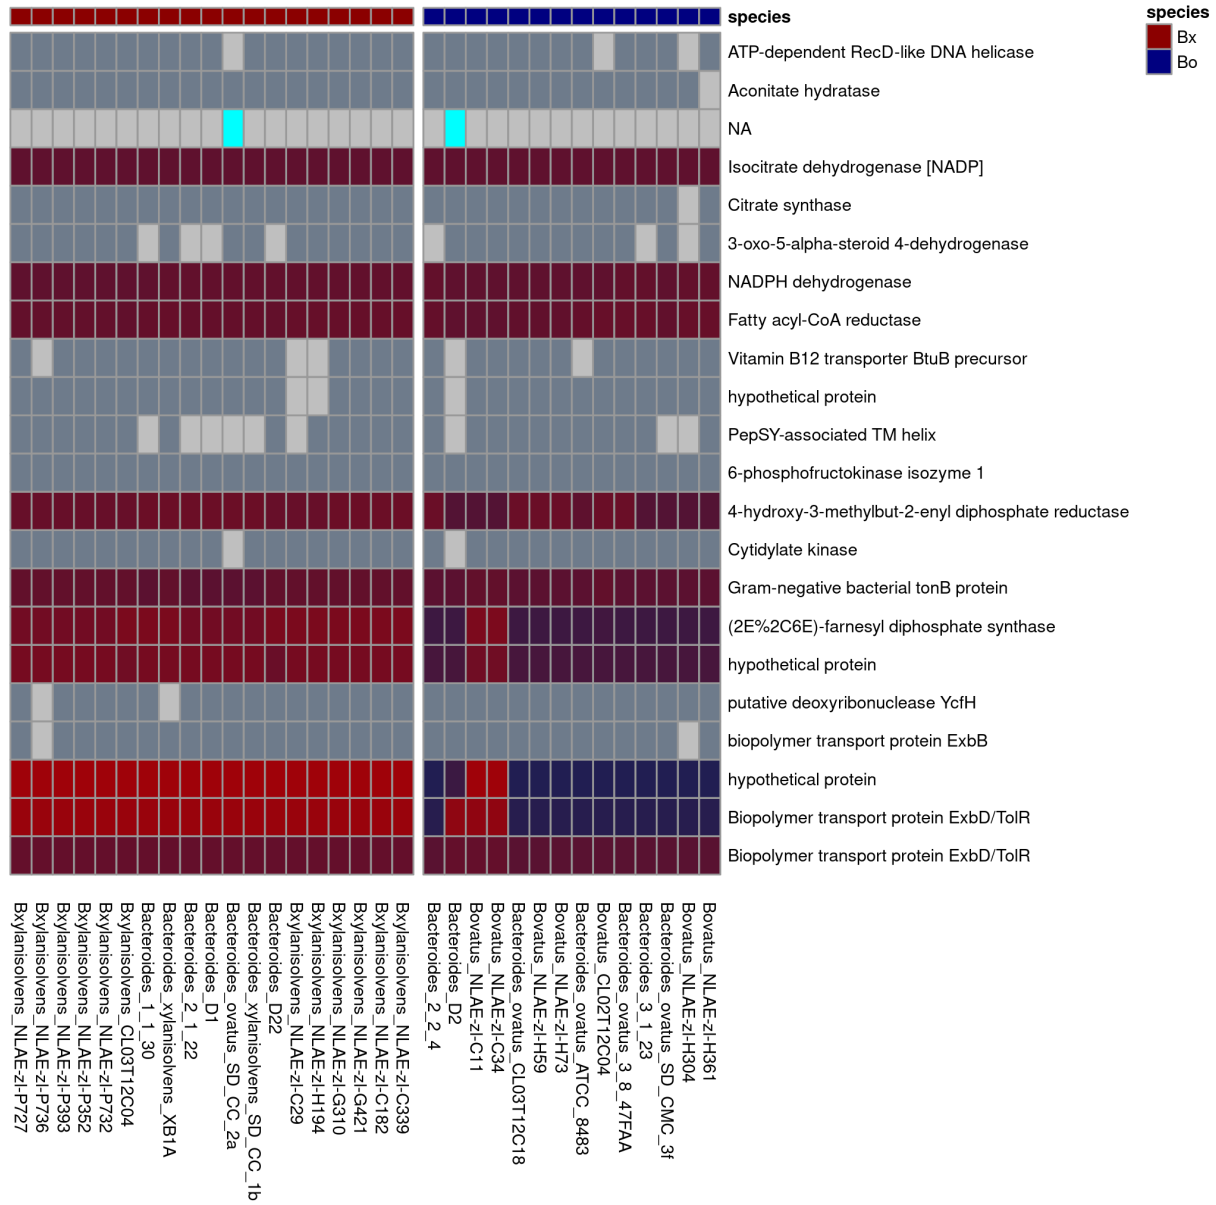 species
species
Bx
Bo
ATP-dependent RecD-like DNA helicase
Aconitate hydratase
NA
Isocitrate dehydrogenase [NADP]
Citrate synthase
3-oxo-5-alpha-steroid 4-dehydrogenase
NADPH dehydrogenase
Fatty acyl-CoA reductase
Vitamin B12 transporter BtuB precursor
hypothetical protein
PepSY-associated TM helix
6-phosphofructokinase isozyme 1
4-hydroxy-3-methylbut-2-enyl diphosphate reductase
Cytidylate kinase
Gram-negative bacterial tonB protein
(2E%2C6E)-farnesyl diphosphate synthase
hypothetical protein
putative deoxyribonuclease YcfH
biopolymer transport protein ExbB
hypothetical protein
Biopolymer transport protein ExbD/TolR
Biopolymer transport protein ExbD/TolR
Bxylanisolvens_NLAE-zl-P727
Bxylanisolvens_NLAE-zl-P736
Bxylanisolvens_NLAE-zl-P393
Bxylanisolvens_NLAE-zl-P352
Bxylanisolvens_NLAE-zl-P732
Bxylanisolvens_CL03T12C04
Bacteroides_1_1_30
Bacteroides_xylanisolvens_XB1A
Bacteroides_2_1_22
Bacteroides_D1
Bacteroides_ovatus_SD_CC_2a
Bacteroides_xylanisolvens_SD_CC_1b
Bacteroides_D22
Bxylanisolvens_NLAE-zl-C29
Bxylanisolvens_NLAE-zl-H194
Bxylanisolvens_NLAE-zl-G310
Bxylanisolvens_NLAE-zl-G421
Bxylanisolvens_NLAE-zl-C182
Bxylanisolvens_NLAE-zl-C339
Bacteroides_2_2_4
Bacteroides_D2
Bovatus_NLAE-zl-C11
Bovatus_NLAE-zl-C34
Bacteroides_ovatus_CL03T12C18
Bovatus_NLAE-zl-H59
Bovatus_NLAE-zl-H73
Bacteroides_ovatus_ATCC_8483
Bovatus_CL02T12C04
Bacteroides_ovatus_3_8_47FAA
Bacteroides_3_1_23
Bacteroides_ovatus_SD_CMC_3f
Bovatus_NLAE-zl-H304
Bovatus_NLAE-zl-H361